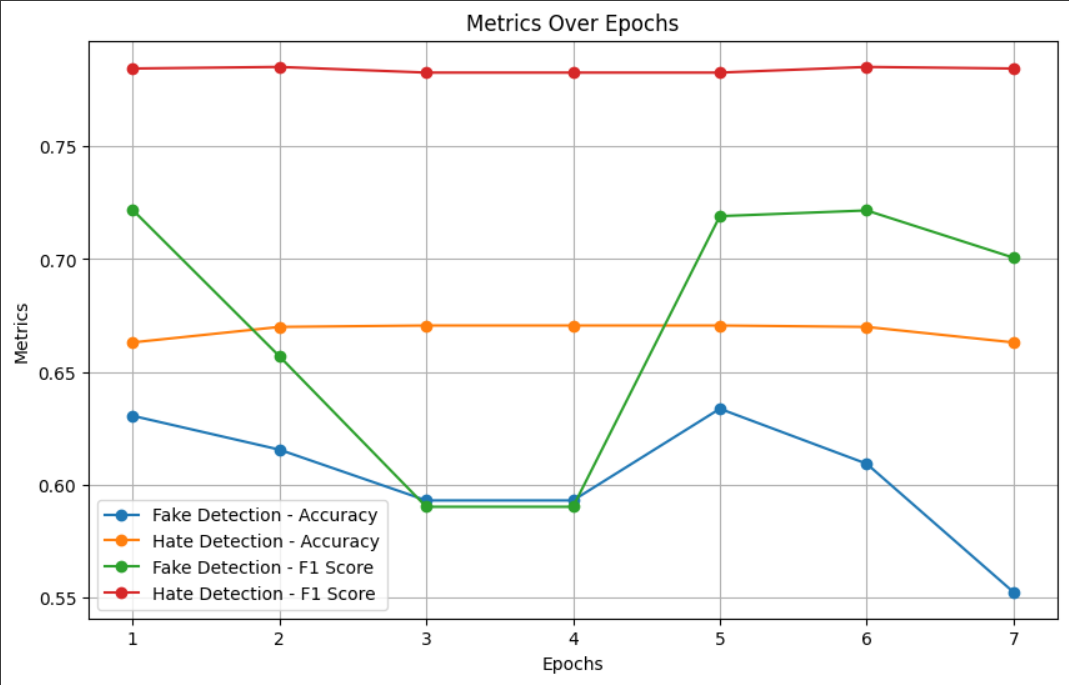 Metrics Over Epochs
Metrics
0.75
0.70
0.65
0.60
0.55
Fake Detection - Accuracy
Hate Detection - Accuracy
Fake Detection - F1 Score
Hate Detection - F1 Score
1 2 3 4 5 6 7
Epochs